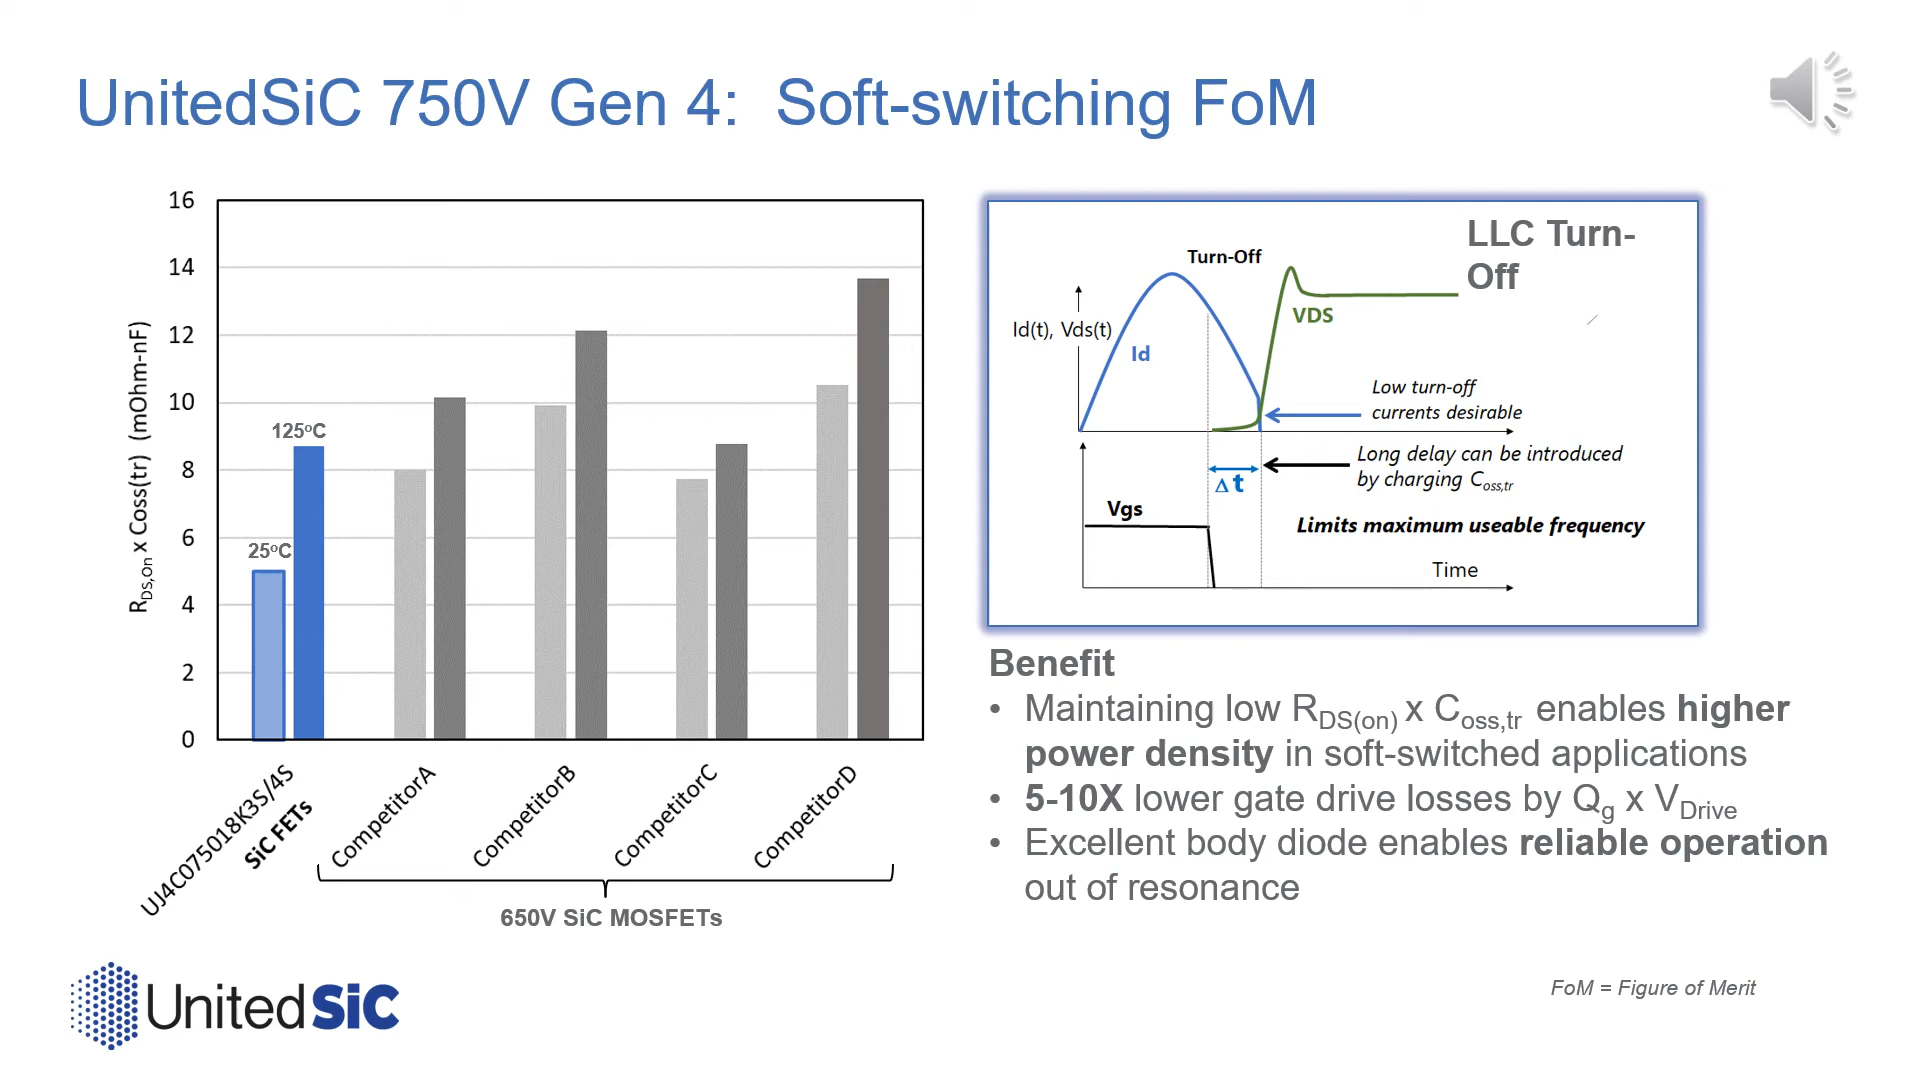 UnitedSiC 750V Gen 4:  Soft-switching FoM
16
14
12
10
8
6
4
2
0
RDS,On x Coss(tr) (mOhm-nF)
125oC
25oC
UJ4C075018K3S/4S
SiC FETs
CompetitorA
CompetitorB
CompetitorC
CompetitorD
650V SiC MOSFETs
LLC Turn-
Off
Turn-Off
Id(t), Vds(t)
Id
VDS
Low turn-off
currents desirable
Long delay can be introduced
by charging Coss,tr
Δt
Vgs
Limits maximum useable frequency
Time
Benefit
• Maintaining low RDS(on) x Coss,tr enables higher
power density in soft-switched applications
• 5-10X lower gate drive losses by Qg x VDrive
• Excellent body diode enables reliable operation
out of resonance
UnitedSiC
FoM = Figure of Merit